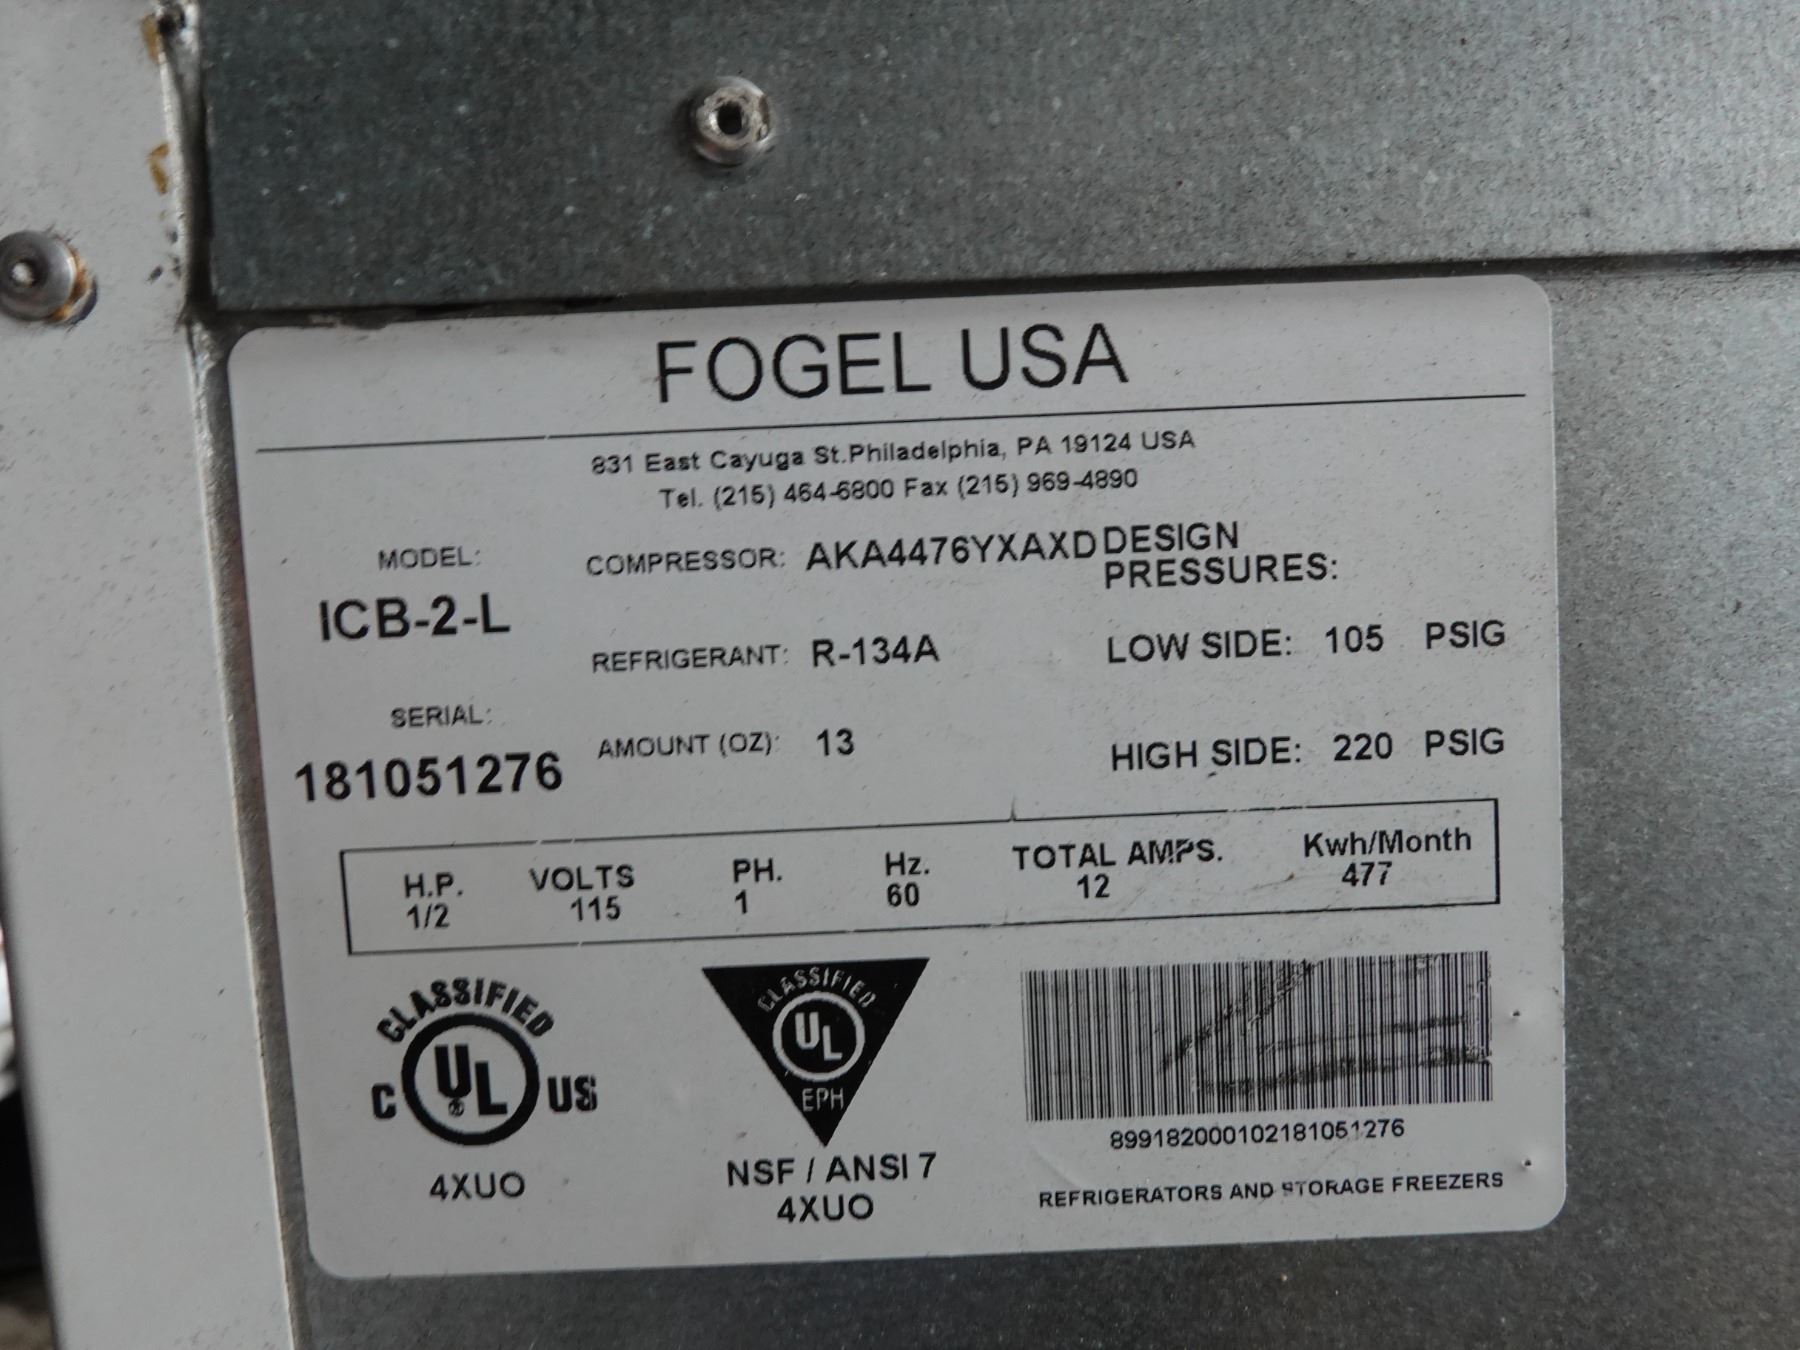 FOGEL USA
831 East Cayuga St.Philadelphia, PA 19124 USA
Tel. (215) 464-6800 Fax (215) 969-4890
MODEL:
ICB-2-L
SERIAL:
181051276
COMPRESSOR: AKA4476YXAXD
REFRIGERANT: R-134A
AMOUNT (OZ): 13
DESIGN
PRESSURES:
LOW SIDE: 105 PSIG
HIGH SIDE: 220 PSIG
H.P. VOLTS PH. Hz. TOTAL AMPS. Kwh/Month
1/2 115 1 60 12 477
CLASSIFIED
C UL ® US
4XUO
CLASSIFIED
UL
EPH
NSF / ANSI 7
4XUO
899182000102181051276
REFRIGERATORS AND STORAGE FREEZERS